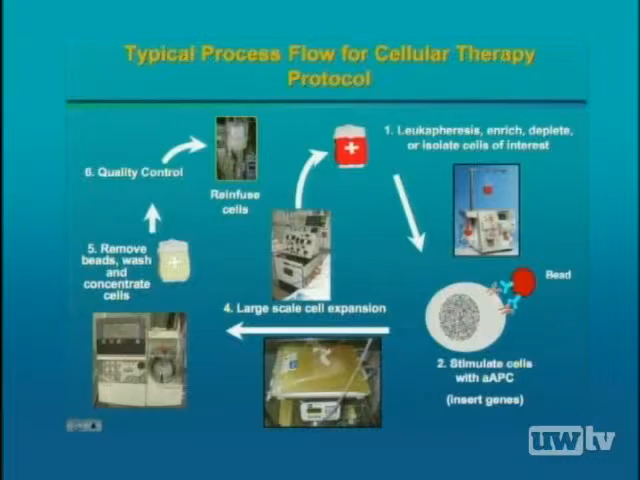 Typical Process Flow for Cellular Therapy
Protocol
1. Leukapheresis, enrich, deplete,
or isolate cells of interest
6. Quality Control
Reinfuse
cells
5. Remove
beads, wash
and
concentrate
cells
Bead
4. Large scale cell expansion
2. Stimulate cells
with aAPC
(insert genes)
uwtv